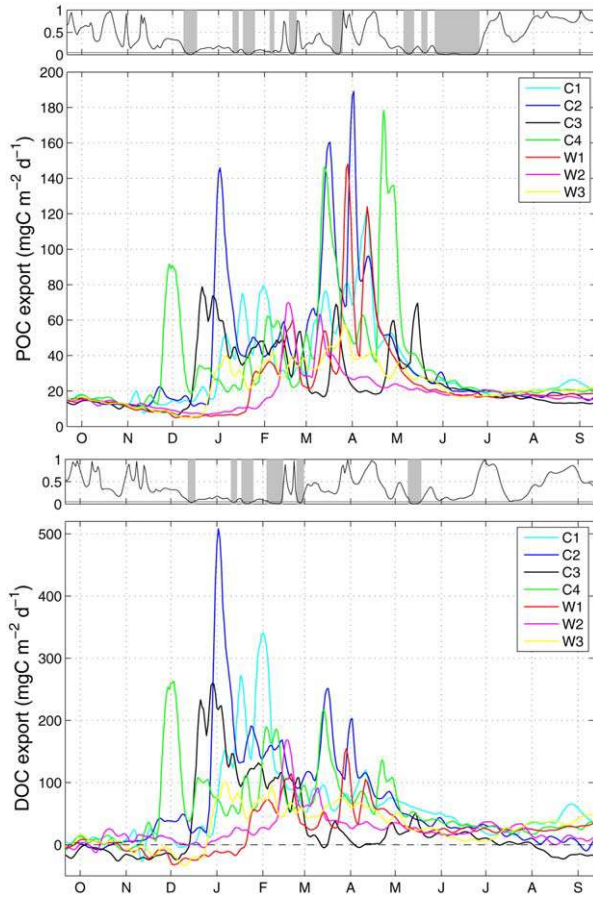 1
0.5
0
200
180
160
140
120
100
80
60
40
20
0
POC export (mgC m⁻² d⁻¹)
C1
C2
C3
C4
W1
W2
W3
O N D J F M A M J J A S
1
0.5
0
500
400
300
200
100
0
DOC export (mgC m⁻² d⁻¹)
C1
C2
C3
C4
W1
W2
W3
O N D J F M A M J J A S